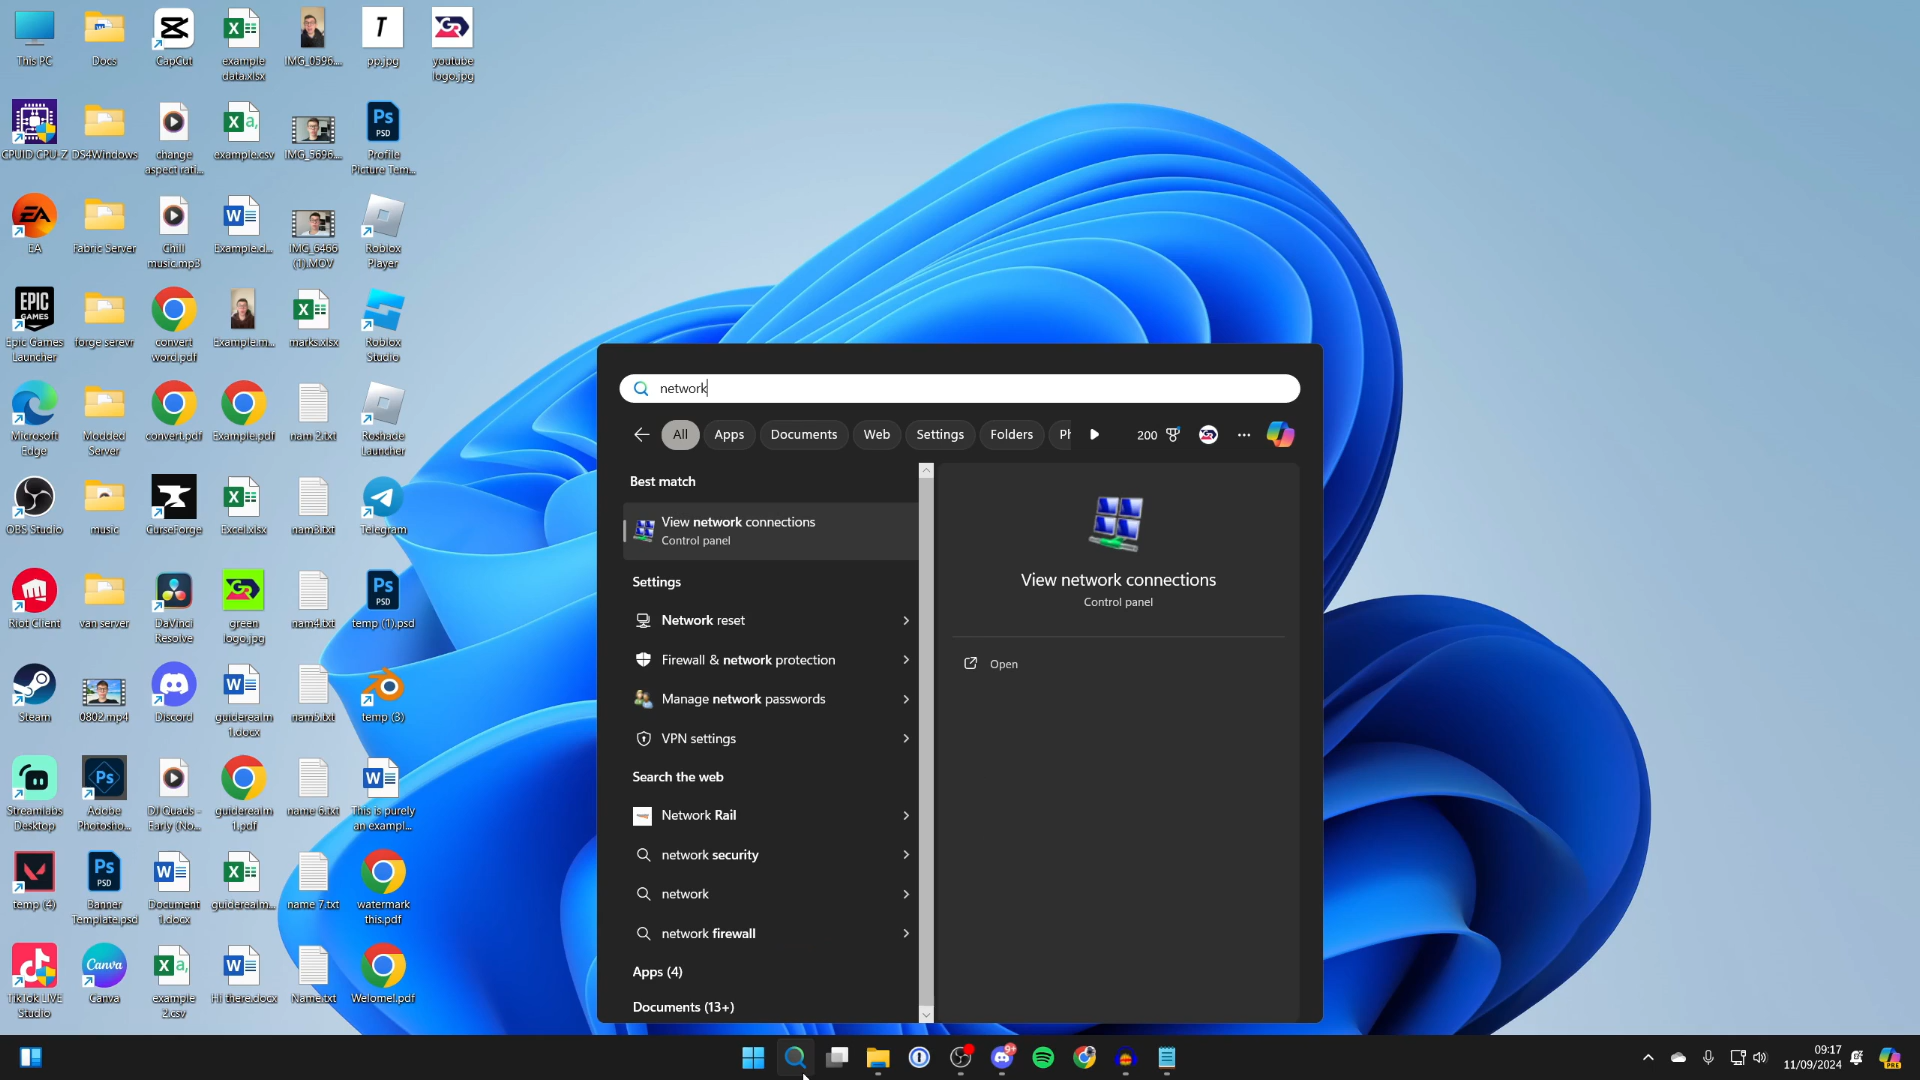 This PC
Docs
CapCut
example
data.xlsx
IMG_0596....
pp.jpg
youtube
logo.jpg
CPUID CPU-Z
DS4Windows
change
aspect rati...
example.csv
IMG_5696....
Profile
Picture Tem...
EA
Fabric Server
Chill
music.mp3
Example.d...
IMG_6466
(1).MOV
Roblox
Player
Epic Games
Launcher
forge serevr
convert
word.pdf
Example.m...
marks.xlsx
Roblox
Studio
Microsoft
Edge
Modded
Server
convert.pdf
Example.pdf
nam 2.txt
Roshade
Launcher
OBS Studio
music
CurseForge
Excel.xlsx
nam3.txt
Telegram
Riot Client
van server
DaVinci
Resolve
green
logo.jpg
nam4.txt
temp (1).psd
Steam
0802.mp4
Discord
guiderealm
1.docx
nam5.txt
temp (3)
Streamlabs
Desktop
Adobe
Photosho...
DJ Quads -
Early (No...
guiderealm
1.pdf
name 6.txt
This is purely
an exampl...
temp (4)
Banner
Template.psd
Document
1.docx
guiderealm...
name 7.txt
watermark
this.pdf
TikTok LIVE
Studio
Canva
example
2.csv
Hi there.docx
Name.txt
Welome!.pdf
network
All
Apps
Documents
Web
Settings
Folders
Ph
200
Best match
View network connections
Control panel
Settings
Network reset
Firewall & network protection
Manage network passwords
VPN settings
Search the web
Network Rail
network security
network
network firewall
Apps (4)
Documents (13+)
View network connections
Control panel
Open
09:17
11/09/2024